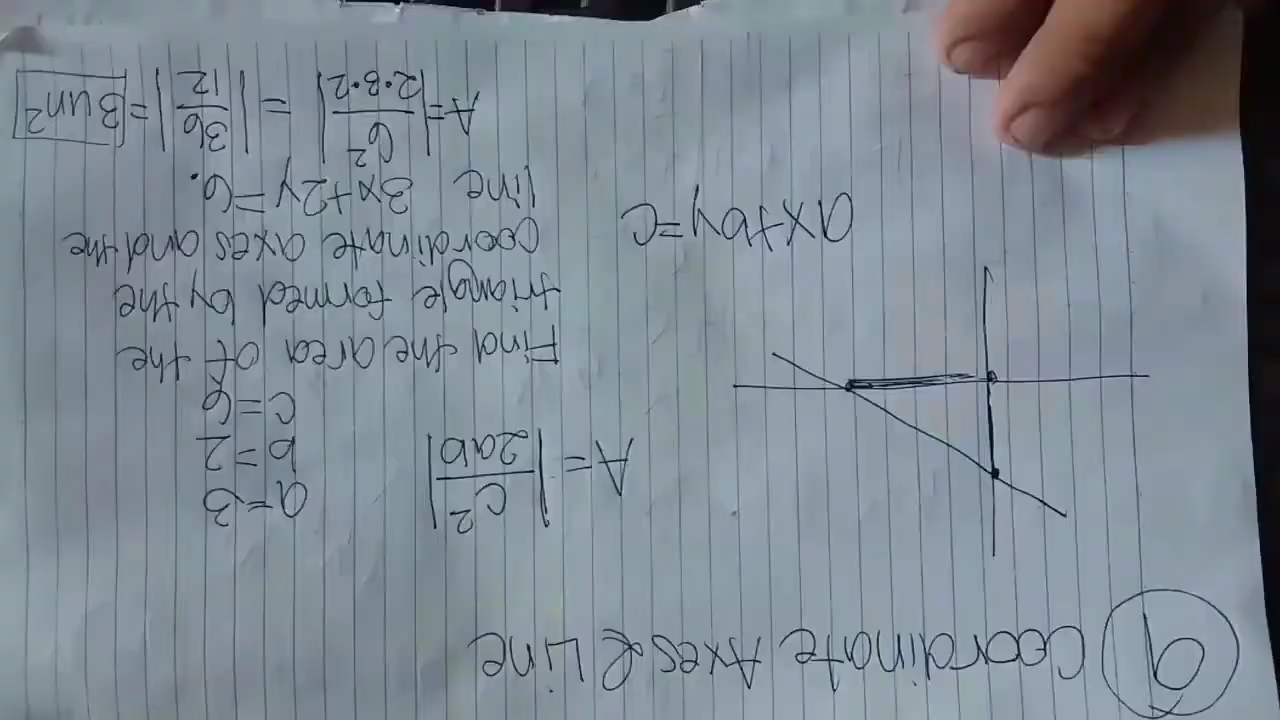 9 Coordinate Axes & Line
ax+by=c
A=|c²/2ab|
a=3
b=2
c=6
Find the area of the
triangle formed by the
coordinate axes and the
line 3x+2y=6.
A=|6²/2·3·2| = |36/12| = 3un²